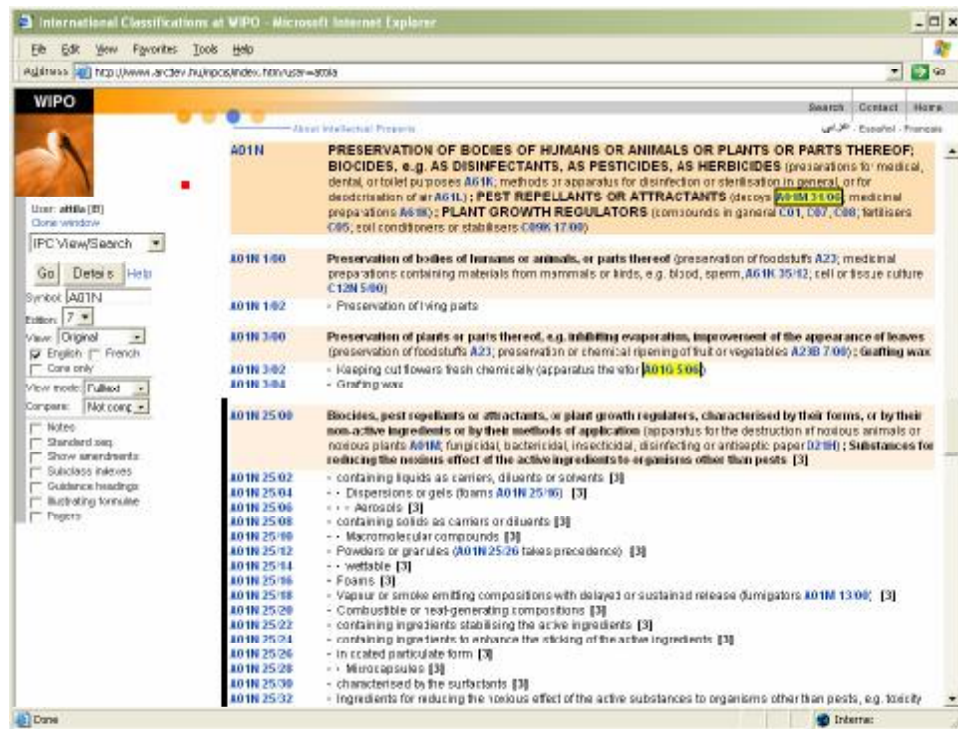 International Classifications at WIPO - Microsoft Internet Explorer
File Edit View Favorites Tools Help
Address http://www.arcdev.hu/ipcis/index.htm?user=attila Go
WIPO
Search Contact Home
About Intellectual Property
عربي - Español - Français
User: attila [E]
Clone window
IPC View/Search
Go Details Help
Symbol: A01N
Edition: 7
View: Original
English French
Core only
View mode: Fulltext
Compare: Not comp
Notes
Standard seq.
Show amendments
Subclass indexes
Guidance headings
Illustrating formulae
Pagers
A01N PRESERVATION OF BODIES OF HUMANS OR ANIMALS OR PLANTS OR PARTS THEREOF;
BIOCIDES, e.g. AS DISINFECTANTS, AS PESTICIDES, AS HERBICIDES (preparations for medical,
dental, or toilet purposes A61K; methods or apparatus for disinfection or sterilisation in general, or for
deodorisation of air A61L) ; PEST REPELLANTS OR ATTRACTANTS (decoys A01M 31/06; medicinal
preparations A61K) ; PLANT GROWTH REGULATORS (compounds in general C01, C07, C08; fertilisers
C05; soil conditioners or stabilisers C09K 17/00)
A01N 1/00 Preservation of bodies of humans or animals, or parts thereof (preservation of foodstuffs A23; medicinal
preparations containing materials from mammals or birds, e.g. blood, sperm, A61K 35/12; cell or tissue culture
C12N 5/00)
A01N 1/02 - Preservation of living parts
A01N 3/00 Preservation of plants or parts thereof, e.g. inhibiting evaporation, improvement of the appearance of leaves
(preservation of foodstuffs A23; preservation or chemical ripening of fruit or vegetables A23B 7/00) ; Grafting wax
A01N 3/02 - Keeping cut flowers fresh chemically (apparatus therefor A01G 5/06)
A01N 3/04 - Grafting wax
A01N 25/00 Biocides, pest repellants or attractants, or plant growth regulators, characterised by their forms, or by their
non-active ingredients or by their methods of application (apparatus for the destruction of noxious animals or
noxious plants A01M; fungicidal, bactericidal, insecticidal, disinfecting or antiseptic paper D21H) ; Substances for
reducing the noxious effect of the active ingredients to organisms other than pests [3]
A01N 25/02 - containing liquids as carriers, diluents or solvents [3]
A01N 25/04 - - Dispersions or gels (foams A01N 25/16) [3]
A01N 25/06 - - - Aerosols [3]
A01N 25/08 - containing solids as carriers or diluents [3]
A01N 25/10 - - Macromolecular compounds [3]
A01N 25/12 - Powders or granules (A01N 25/26 takes precedence) [3]
A01N 25/14 - - wettable [3]
A01N 25/16 - Foams [3]
A01N 25/18 - Vapour or smoke emitting compositions with delayed or sustained release (fumigators A01M 13/00) [3]
A01N 25/20 - Combustible or heat-generating compositions [3]
A01N 25/22 - containing ingredients stabilising the active ingredients [3]
A01N 25/24 - containing ingredients to enhance the sticking of the active ingredients [3]
A01N 25/26 - in coated particulate form [3]
A01N 25/28 - - Microcapsules [3]
A01N 25/30 - characterised by the surfactants [3]
A01N 25/32 - Ingredients for reducing the noxious effect of the active substances to organisms other than pests, e.g. toxicity
Done
Internet